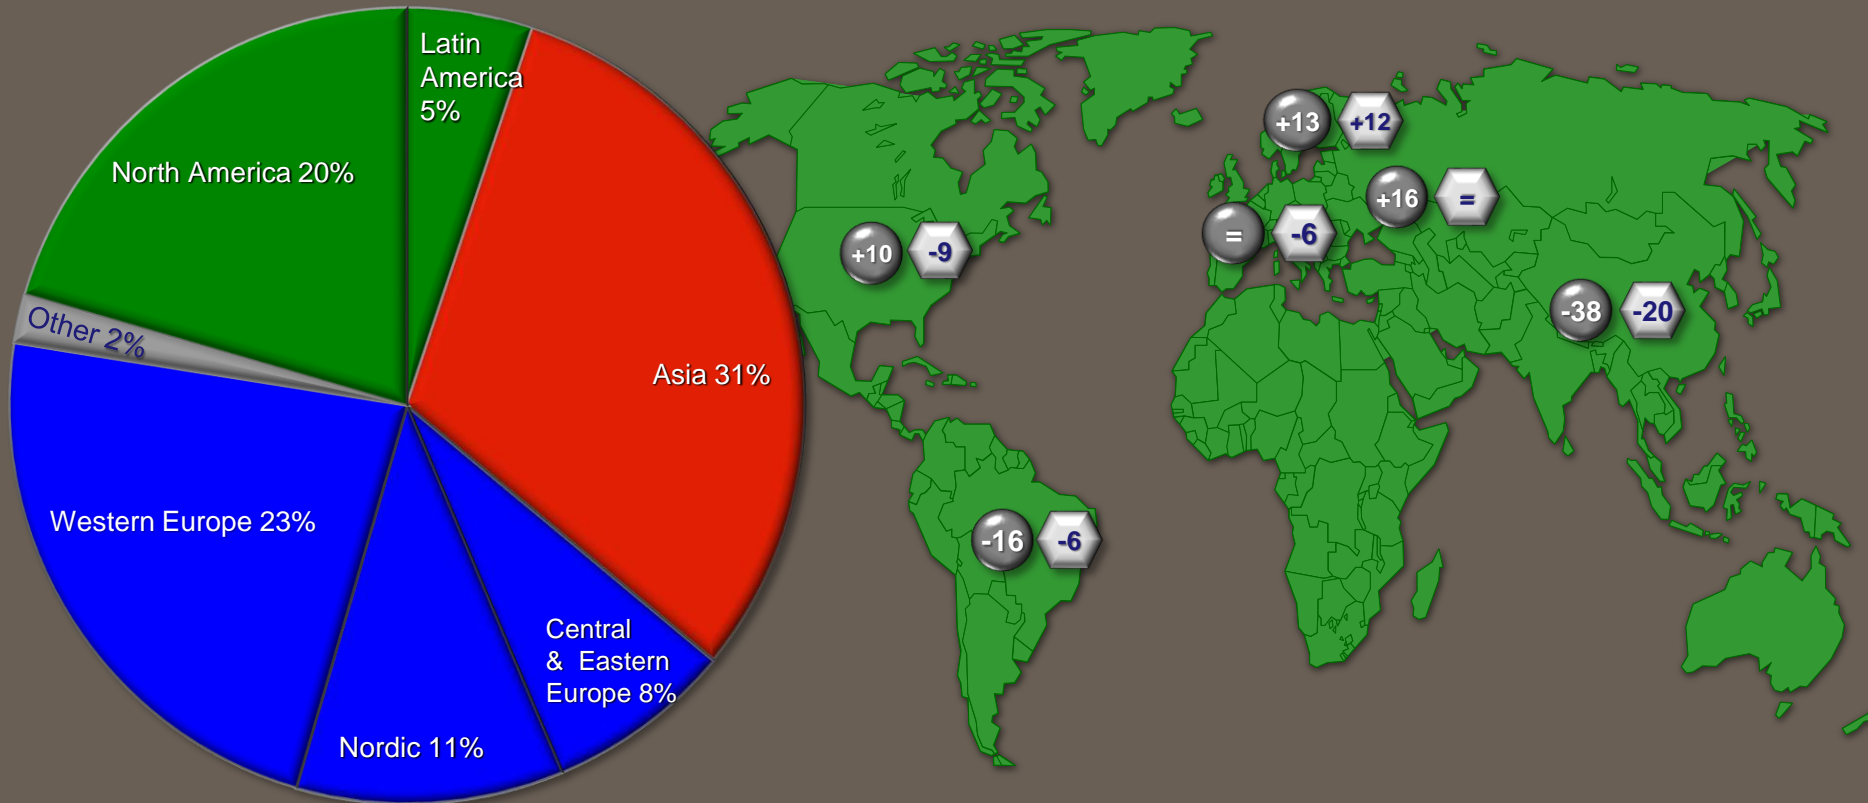 Latin
America
5%
North America 20%
Other 2%
Asia 31%
Western Europe 23%
Central
& Eastern
Europe 8%
Nordic 11%
+13 +12
+16 =
= -6
+10 -9
-38 -20
-16 -6